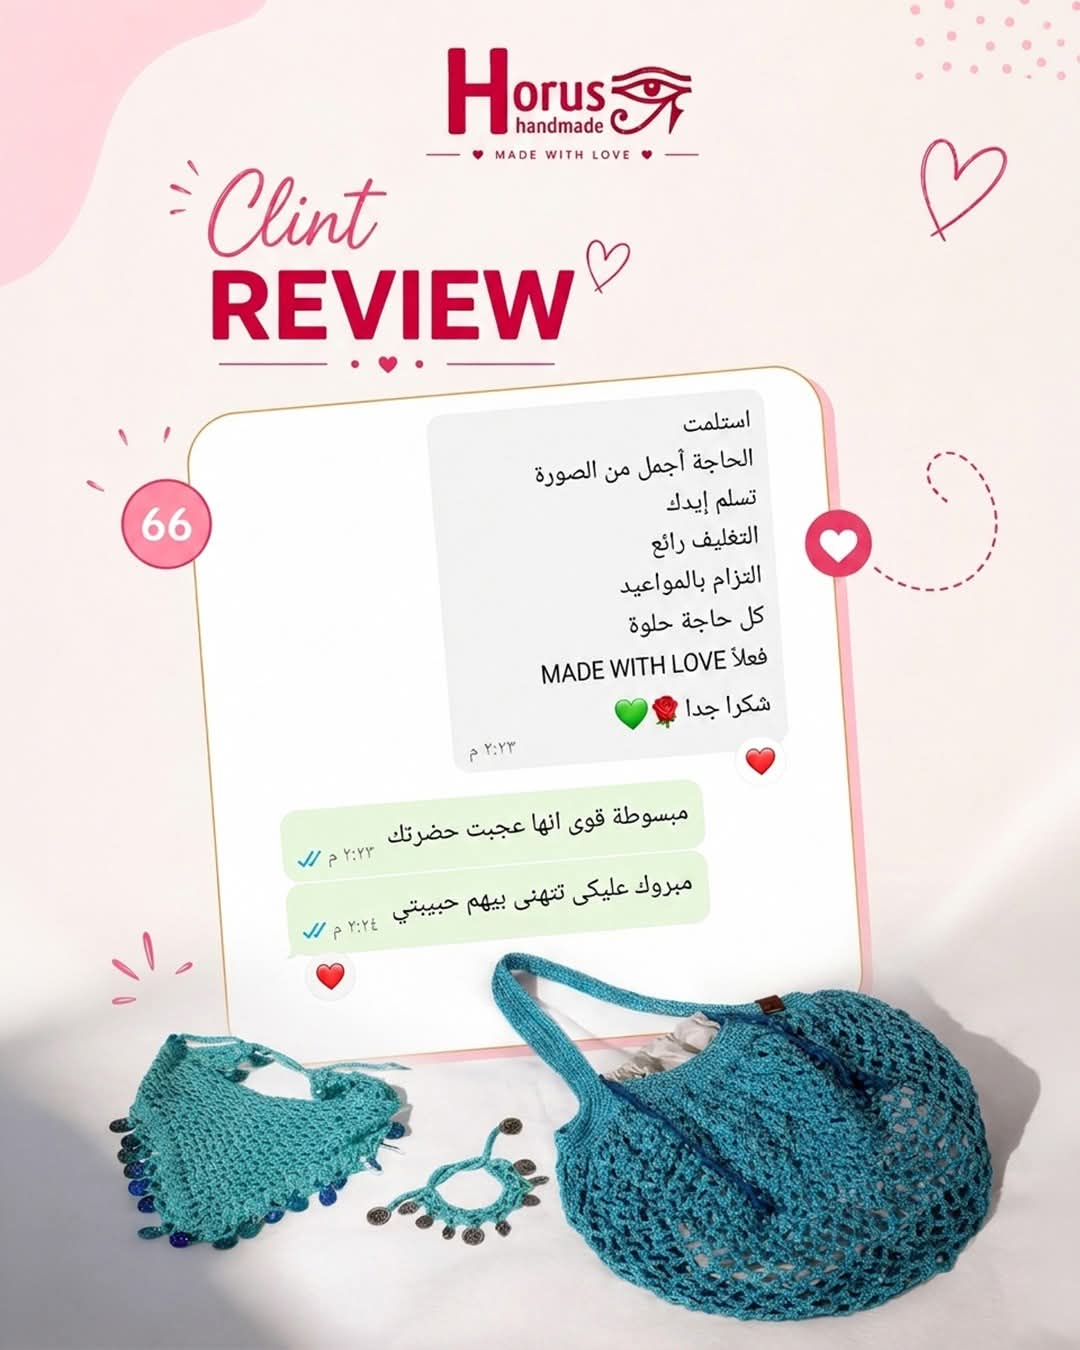 Horus
handmade
MADE WITH LOVE
Clint
REVIEW
استلمت
الحاجة أجمل من الصورة
تسلم إيدك
التغليف رائع
66
التزام بالمواعيد
كل حاجة حلوة
فعلاً MADE WITH LOVE
شكرا جدا🌹💚
٢:٢٣ م
مبسوطة قوى انها عجبت حضرتك
٢:٢٣ م
مبروك عليكى تتهنى بيهم حبيبتي
٢:٢٤ م